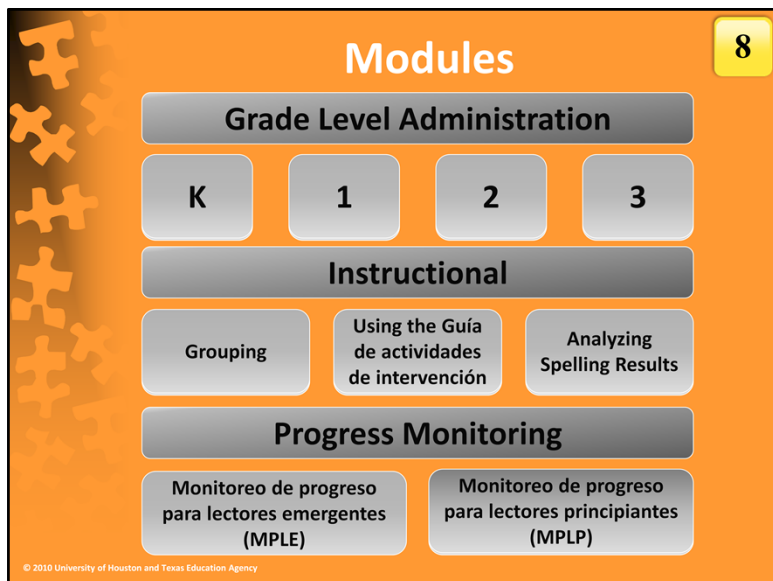 Modules
8
Grade Level Administration
K 1 2 3
Instructional
Grouping
Using the Guía
de actividades
de intervención
Analyzing
Spelling Results
Progress Monitoring
Monitoreo de progreso
para lectores emergentes
(MPLE)
Monitoreo de progreso
para lectores principiantes
(MPLP)
© 2010 University of Houston and Texas Education Agency